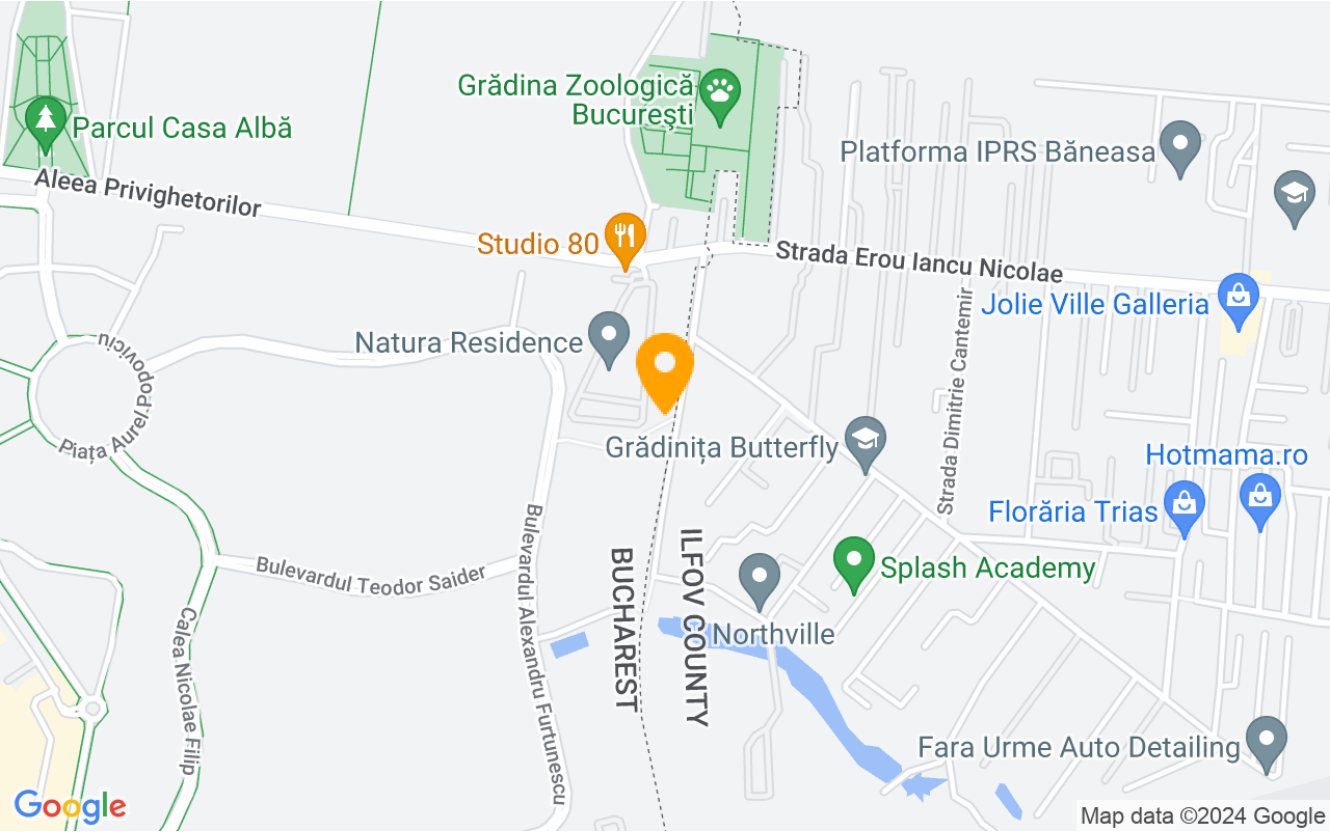 Grădina Zoologică
București
Parcul Casa Albă
Platforma IPRS Băneasa
Aleea Privighetorilor
Studio 80
Strada Erou Iancu Nicolae
Jolie Ville Galleria
Natura Residence
Strada Dimitrie Cantemir
Piața Aurel Popoviciu
Grădinița Butterfly
Hotmama.ro
Florăria Trias
Bulevardul Teodor Saider
Bulevardul Alexandru Furtunescu
BUCHAREST
ILFOV COUNTY
Splash Academy
Northville
Calea Nicolae Filip
Fara Urme Auto Detailing
Google
Map data ©2024 Google